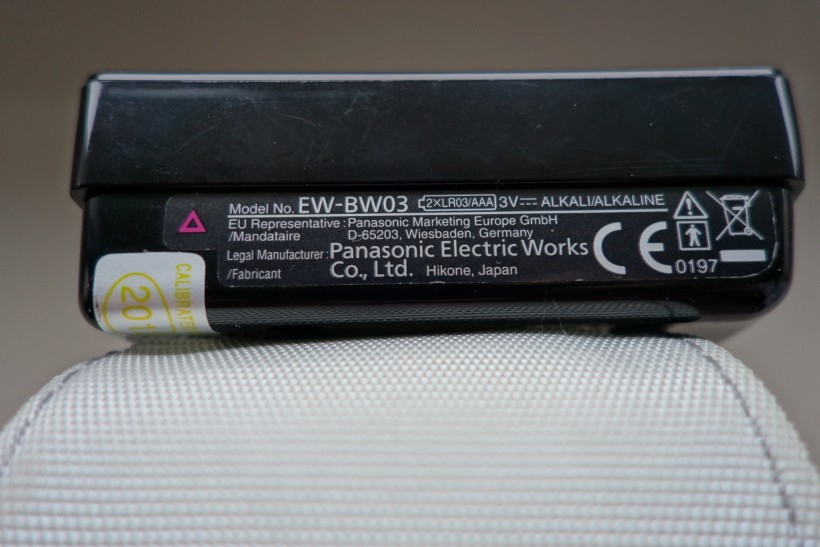 Model No. EW-BW03 2×LR03/AAA 3V⎓ ALKALI/ALKALINE
EU Representative : Panasonic Marketing Europe GmbH
/Mandataire D-65203, Wiesbaden, Germany
Legal Manufacturer : Panasonic Electric Works
/Fabricant Co., Ltd. Hikone, Japan
CE 0197
CALIBRATE
201